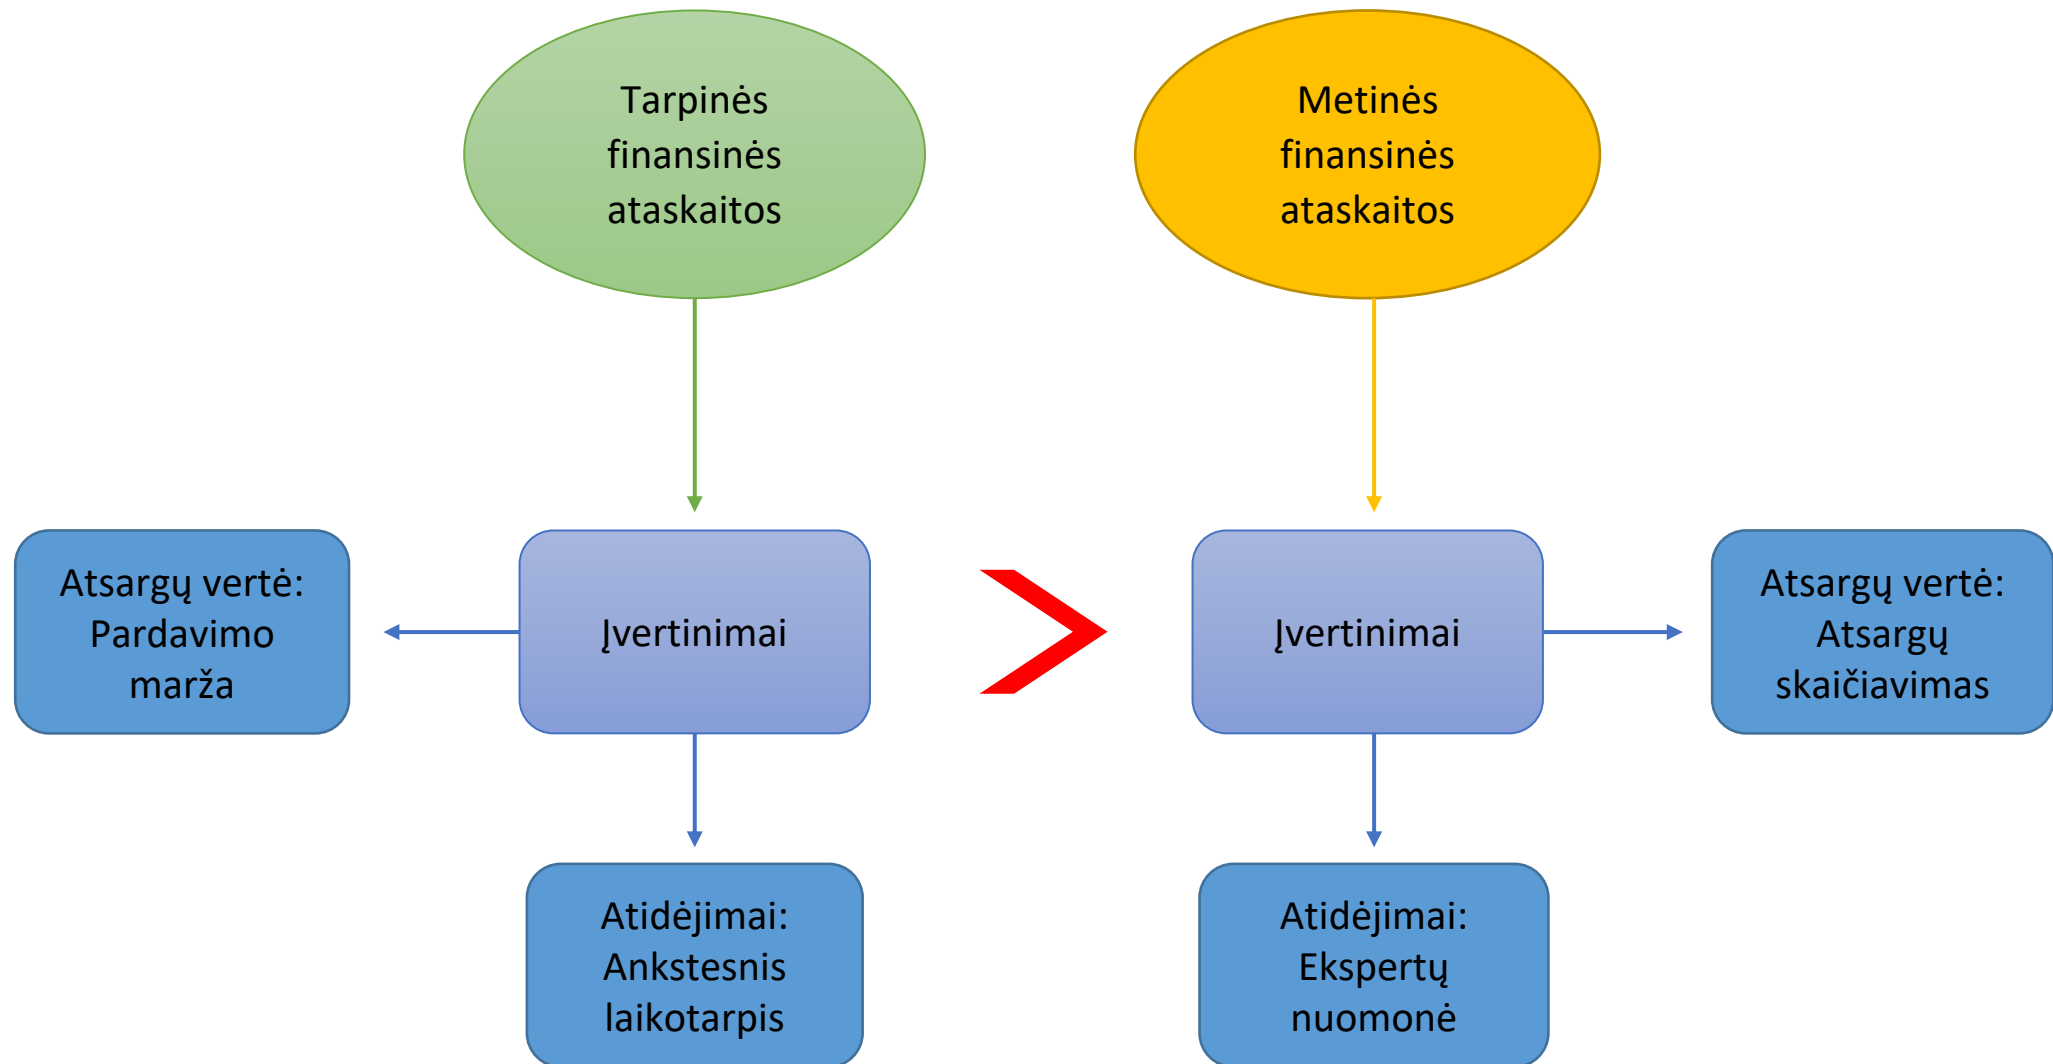 Tarpinės
finansinės
ataskaitos
Metinės
finansinės
ataskaitos
Atsargų vertė:
Pardavimo
marža
Įvertinimai
Įvertinimai
Atsargų vertė:
Atsargų
skaičiavimas
Atidėjimai:
Ankstesnis
laikotarpis
Atidėjimai:
Ekspertų
nuomonė